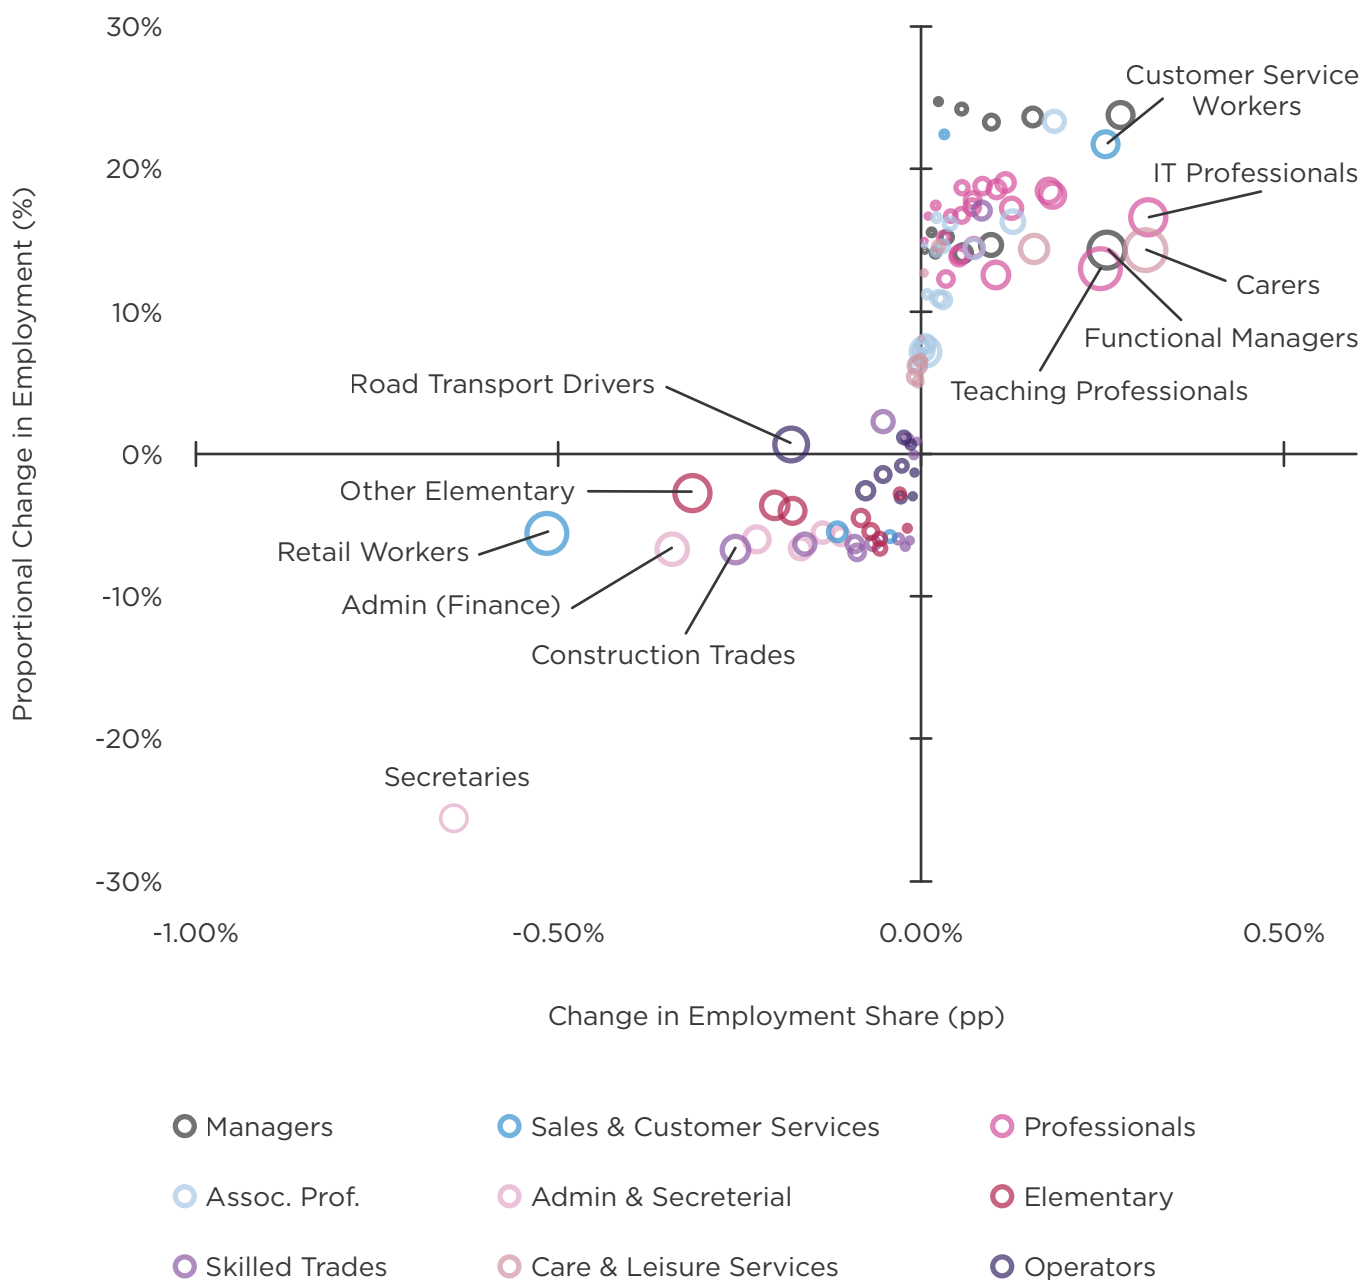 30%
Customer Service
Workers
20%
IT Professionals
Proportional Change in Employment (%)
Carers
10%
Functional Managers
Road Transport Drivers
Teaching Professionals
0%
Other Elementary
Retail Workers
-10%
Admin (Finance)
Construction Trades
-20%
Secretaries
-30%
-1.00% -0.50% 0.00% 0.50%
Change in Employment Share (pp)
Managers Sales & Customer Services Professionals
Assoc. Prof. Admin & Secreterial Elementary
Skilled Trades Care & Leisure Services Operators